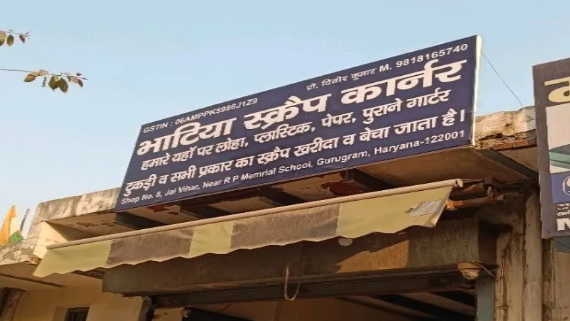 GSTIN : 06AMPPK5986J1Z9 प्रो. विनोर कुमार M. 9818165740
भाटिया स्क्रैप कार्नर
हमारे यहाँ पर लोहा, प्लास्टिक, पेपर, पुराने गार्टर
टुकड़ी व सभी प्रकार का स्क्रैप खरीदा व बेचा जाता है।
Shop No. 8, Jai Vihar, Near R P Memrial School, Gurugram, Haryana-122001